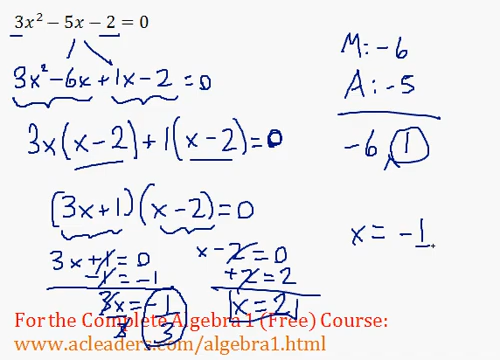 3x² − 5x − 2 = 0
3x² − 6x + 1x − 2 = 0
3x(x − 2) + 1(x − 2) = 0
(3x + 1)(x − 2) = 0
3x + 1 = 0
− 1 = −1
3x = −1
3 3
x − 2 = 0
+ 2 = 2
x = 2
M: −6
A: −5
−6, 1
x = −1
For the Complete Algebra 1 (Free) Course:
www.acleaders.com/algebra1.html